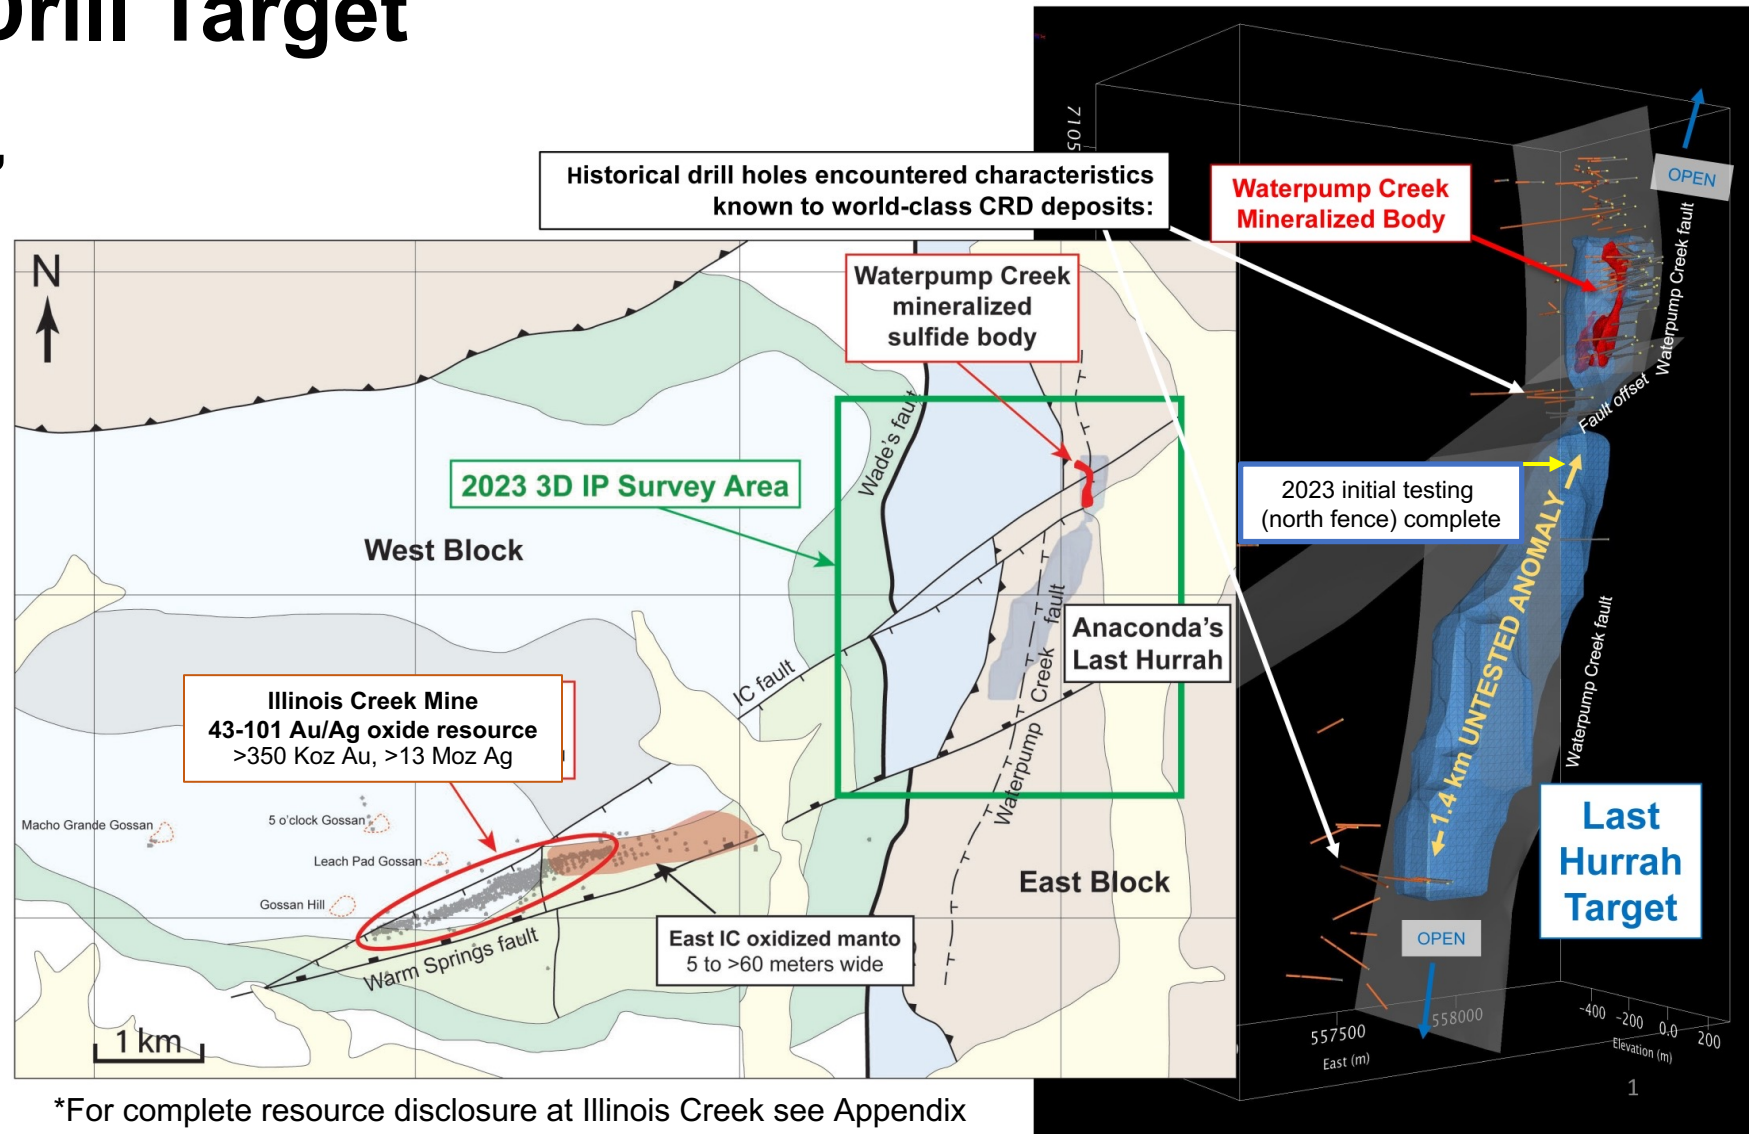 Drill Target
Historical drill holes encountered characteristics
known to world-class CRD deposits:
N
Waterpump Creek
mineralized
sulfide body
Wade's fault
2023 3D IP Survey Area
West Block
Anaconda's
Last Hurrah
IC fault
Waterpump Creek fault
Illinois Creek Mine
43-101 Au/Ag oxide resource
>350 Koz Au, >13 Moz Ag
Macho Grande Gossan
5 o'clock Gossan
Leach Pad Gossan
Gossan Hill
East Block
East IC oxidized manto
5 to >60 meters wide
Warm Springs fault
1 km
*For complete resource disclosure at Illinois Creek see Appendix
7105
Waterpump Creek
Mineralized Body
OPEN
Waterpump Creek fault
Fault offset
2023 initial testing
(north fence) complete
1.4 km UNTESTED ANOMALY
Waterpump Creek fault
Last
Hurrah
Target
OPEN
557500
558000
East (m)
-400
-200
0.0
200
Elevation (m)
1